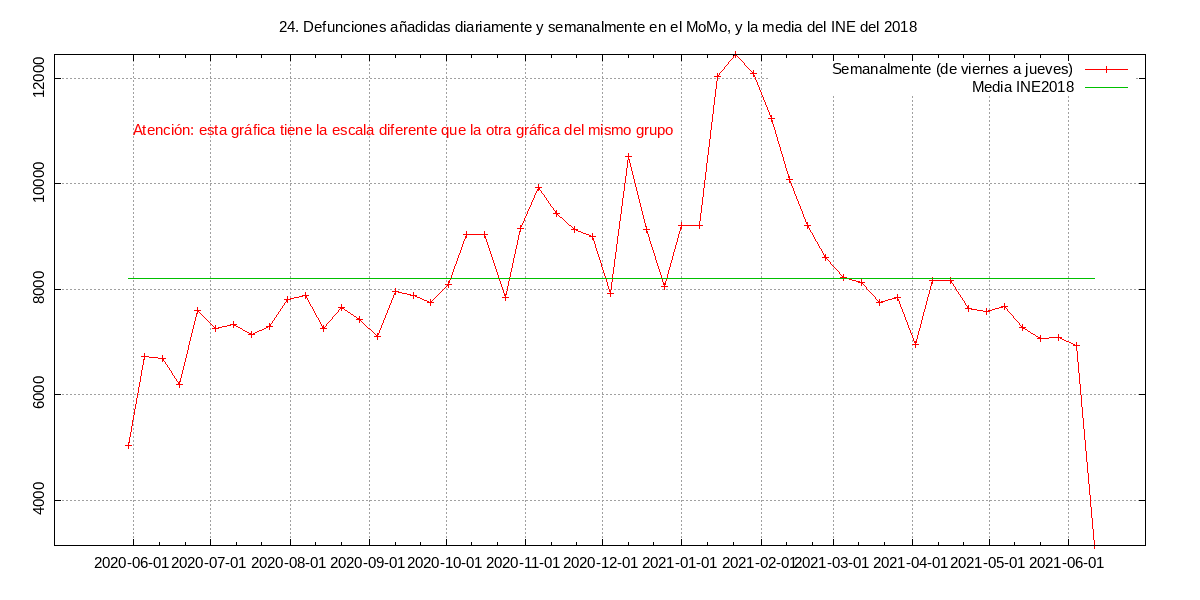 24. Defunciones añadidas diariamente y semanalmente en el MoMo, y la media del INE del 2018
Semanalmente (de viernes a jueves)
Media INE2018
Atención: esta gráfica tiene la escala diferente que la otra gráfica del mismo grupo
12000
10000
8000
6000
4000
2020-06-01 2020-07-01 2020-08-01 2020-09-01 2020-10-01 2020-11-01 2020-12-01 2021-01-01 2021-02-01 2021-03-01 2021-04-01 2021-05-01 2021-06-01